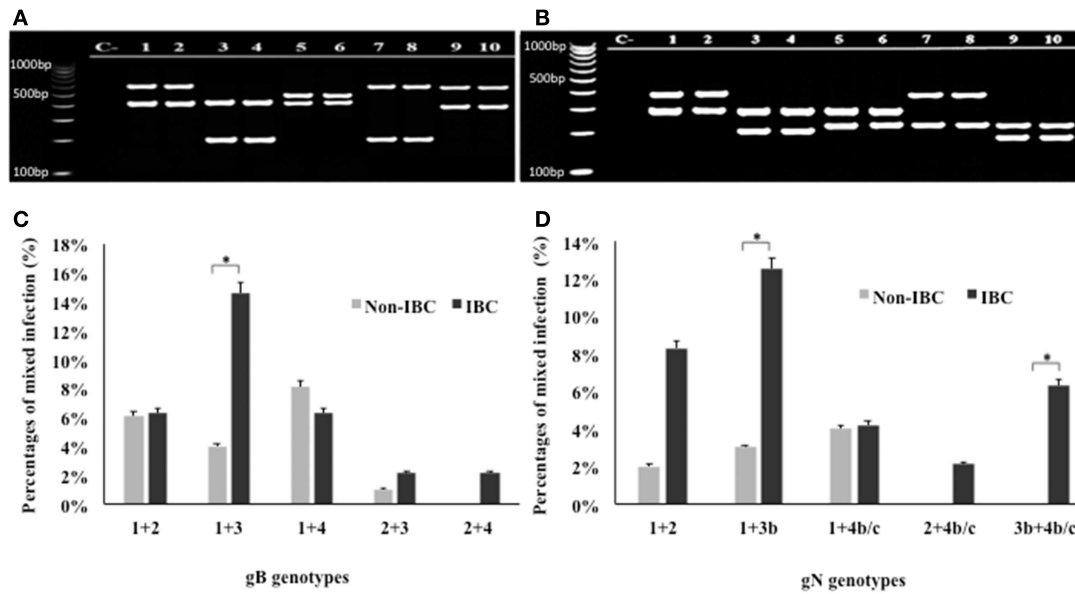 A
C- 1 2 3 4 5 6 7 8 9 10
1000bp
500bp
100bp
B
C- 1 2 3 4 5 6 7 8 9 10
1000bp
500bp
100bp
C
Percentages of mixed infection (%)
18%
16%
14%
12%
10%
8%
6%
4%
2%
0%
*
Non-IBC IBC
1+2 1+3 1+4 2+3 2+4
gB genotypes
D
Percentages of mixed infection (%)
14%
12%
10%
8%
6%
4%
2%
0%
*
Non-IBC IBC
*
1+2 1+3b 1+4b/c 2+4b/c 3b+4b/c
gN genotypes